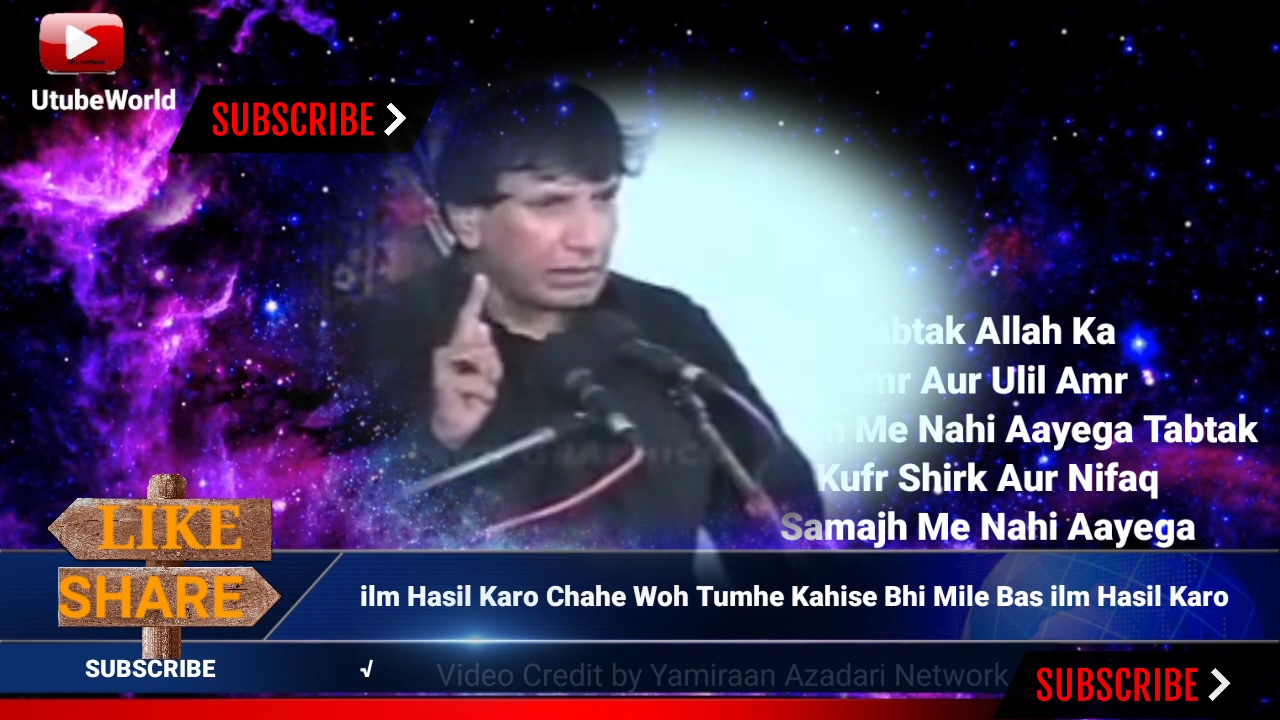 UtubeWorld
SUBSCRIBE
Allah Ka
Aur Ulil Amr
Me Nahi Aayega Tabtak
Kufr Shirk Aur Nifaq
Samajh Me Nahi Aayega
LIKE
SHARE
ilm Hasil Karo Chahe Woh Tumhe Kahise Bhi Mile Bas ilm Hasil Karo
SUBSCRIBE √
Video Credit by Yamiraan Azadari Network
SUBSCRIBE